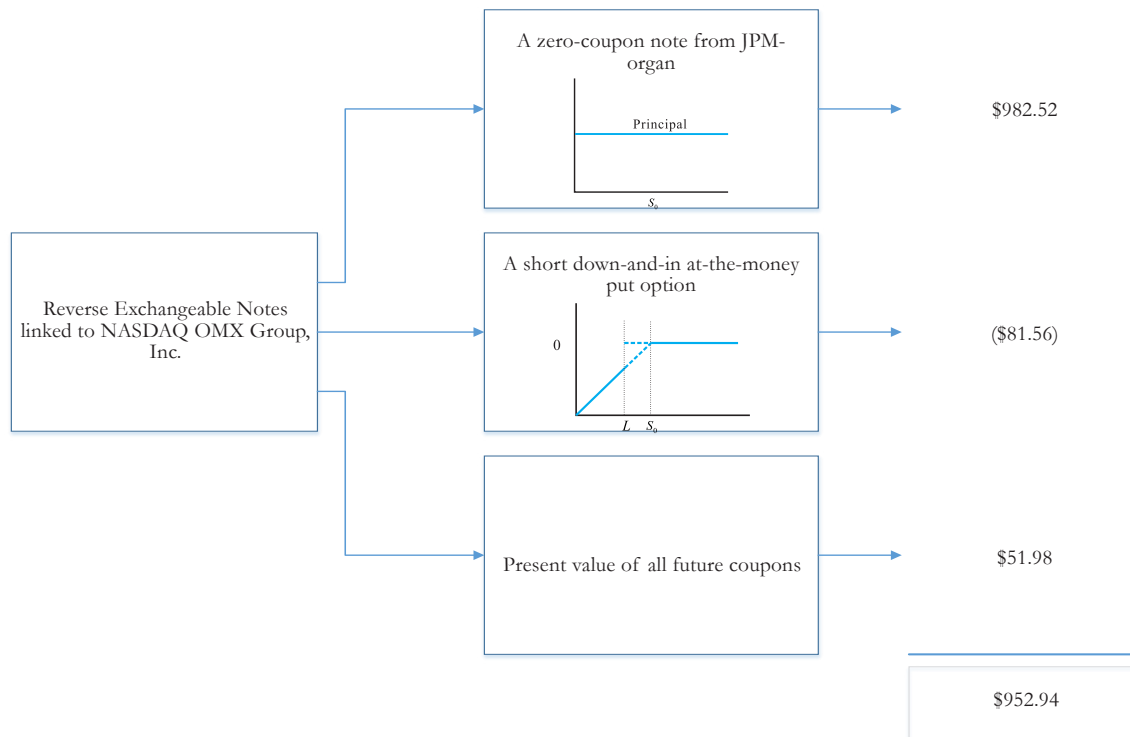 A zero-coupon note from JPM-
organ
Principal
S₀
$982.52
Reverse Exchangeable Notes
linked to NASDAQ OMX Group,
Inc.
A short down-and-in at-the-money
put option
0
L S₀
($81.56)
Present value of all future coupons
$51.98
$952.94